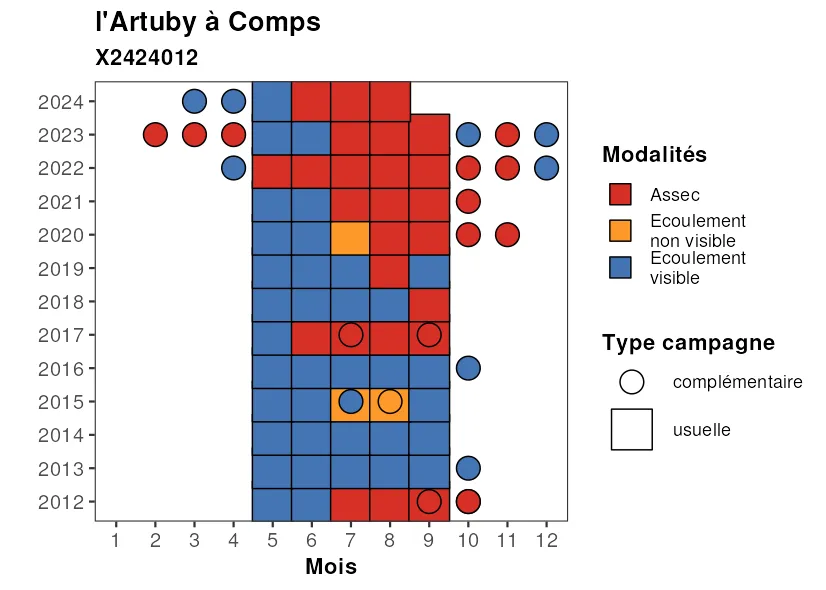 l'Artuby à Comps
X2424012
2024
2023
2022
2021
2020
2019
2018
2017
2016
2015
2014
2013
2012
1 2 3 4 5 6 7 8 9 10 11 12
Mois
Modalités
Assec
Ecoulement
non visible
Ecoulement
visible
Type campagne
complémentaire
usuelle